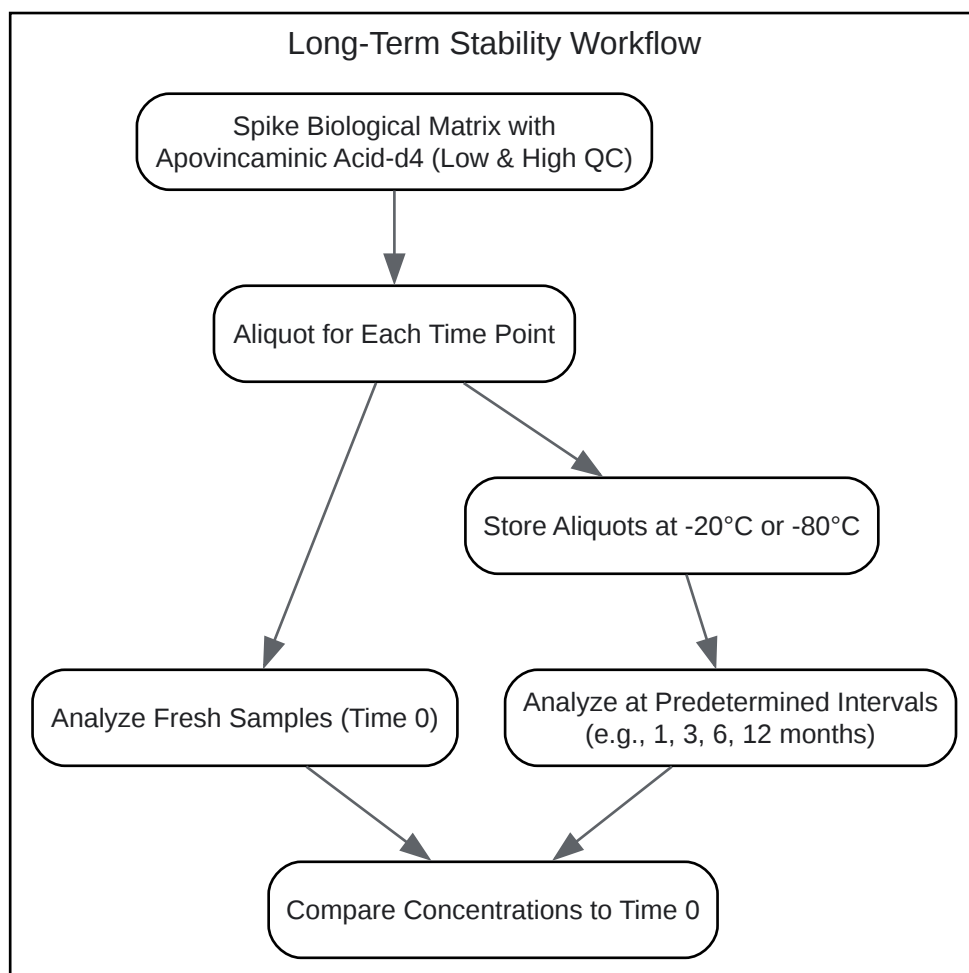 Long-Term Stability Workflow
Spike Biological Matrix with
Apovincaminic Acid-d4 (Low & High QC)
Aliquot for Each Time Point
Store Aliquots at -20°C or -80°C
Analyze Fresh Samples (Time 0)
Analyze at Predetermined Intervals
(e.g., 1, 3, 6, 12 months)
Compare Concentrations to Time 0